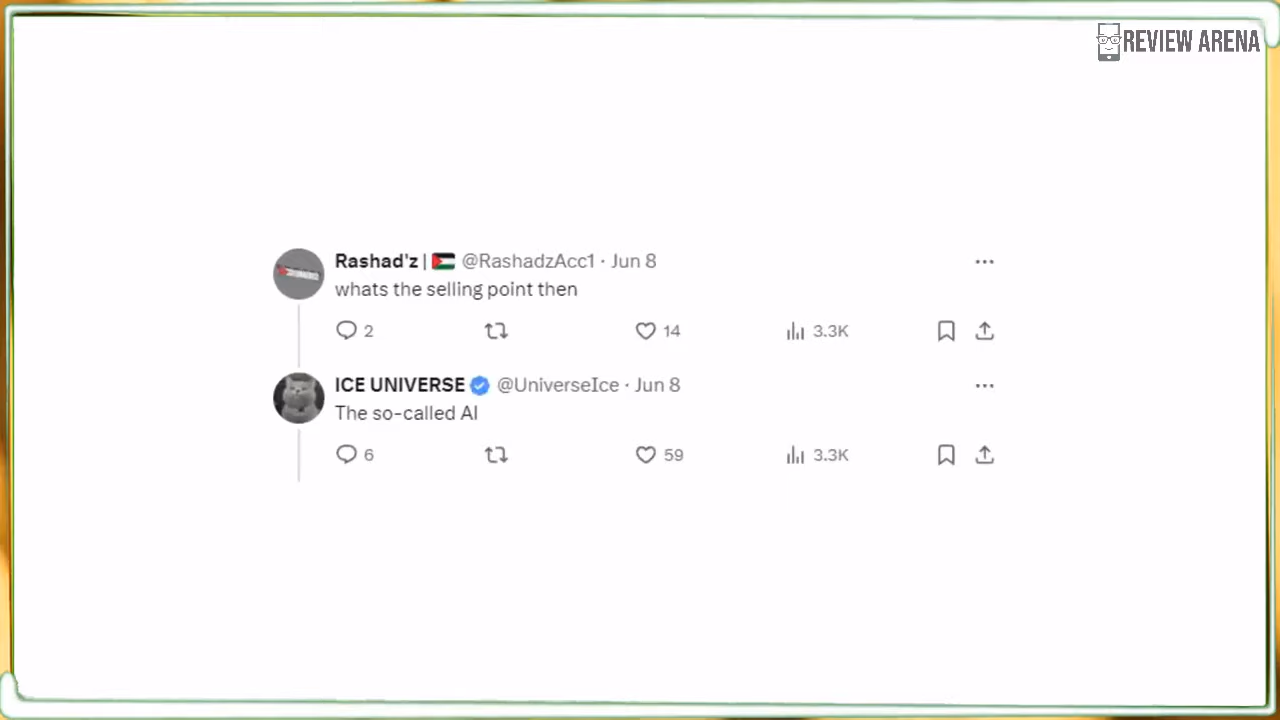 REVIEW ARENA
Rashad'z | 🇵🇸 @RashadzAcc1 · Jun 8
whats the selling point then
2 14 3.3K
ICE UNIVERSE @UniverseIce · Jun 8
The so-called AI
6 59 3.3K